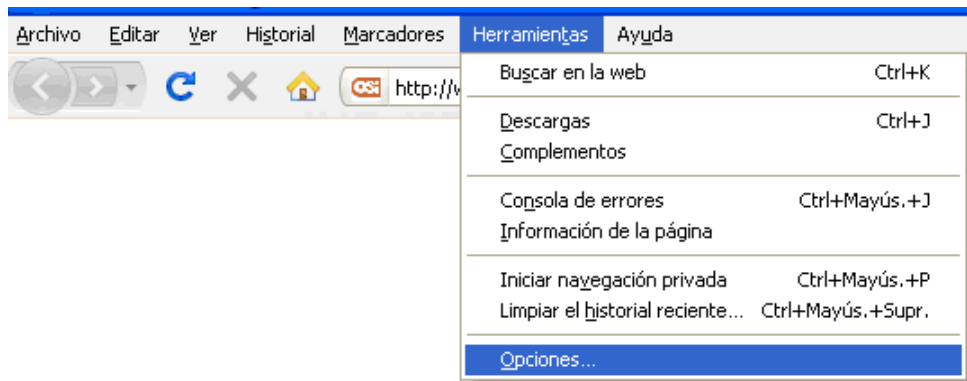 Archivo Editar Ver Historial Marcadores Herramientas Ayuda
OSi http://
Buscar en la web Ctrl+K
Descargas Ctrl+J
Complementos
Consola de errores Ctrl+Mayús.+J
Información de la página
Iniciar navegación privada Ctrl+Mayús.+P
Limpiar el historial reciente... Ctrl+Mayús.+Supr.
Opciones...